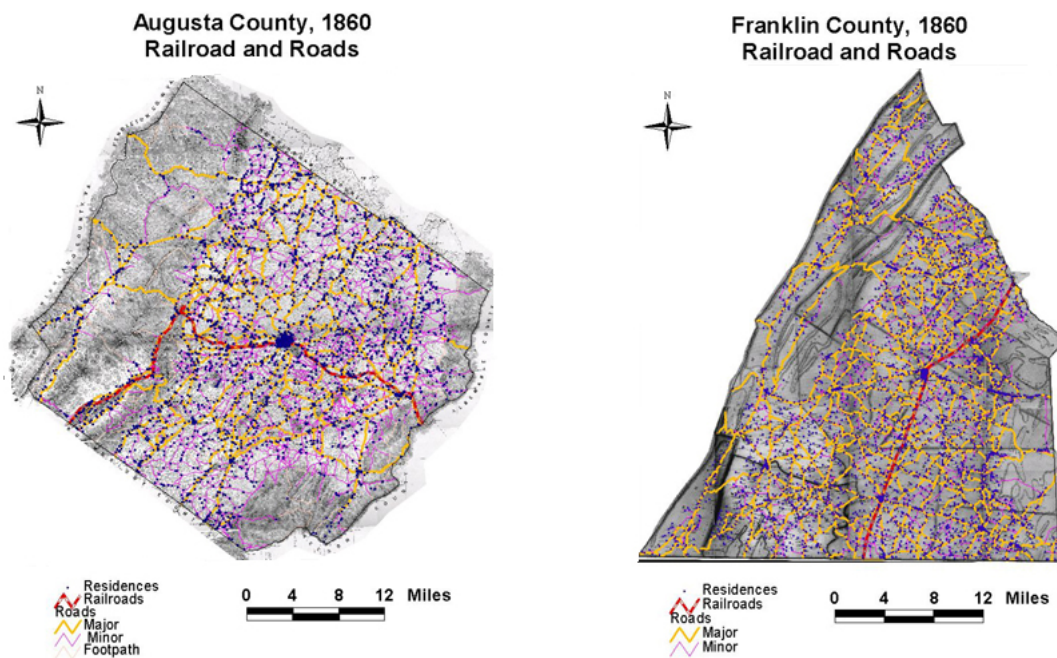 Augusta County, 1860
Railroad and Roads
N
Residences
Railroads
Roads
Major
Minor
Footpath
0 4 8 12 Miles
Franklin County, 1860
Railroad and Roads
N
Residences
Railroads
Roads
Major
Minor
0 4 8 12 Miles